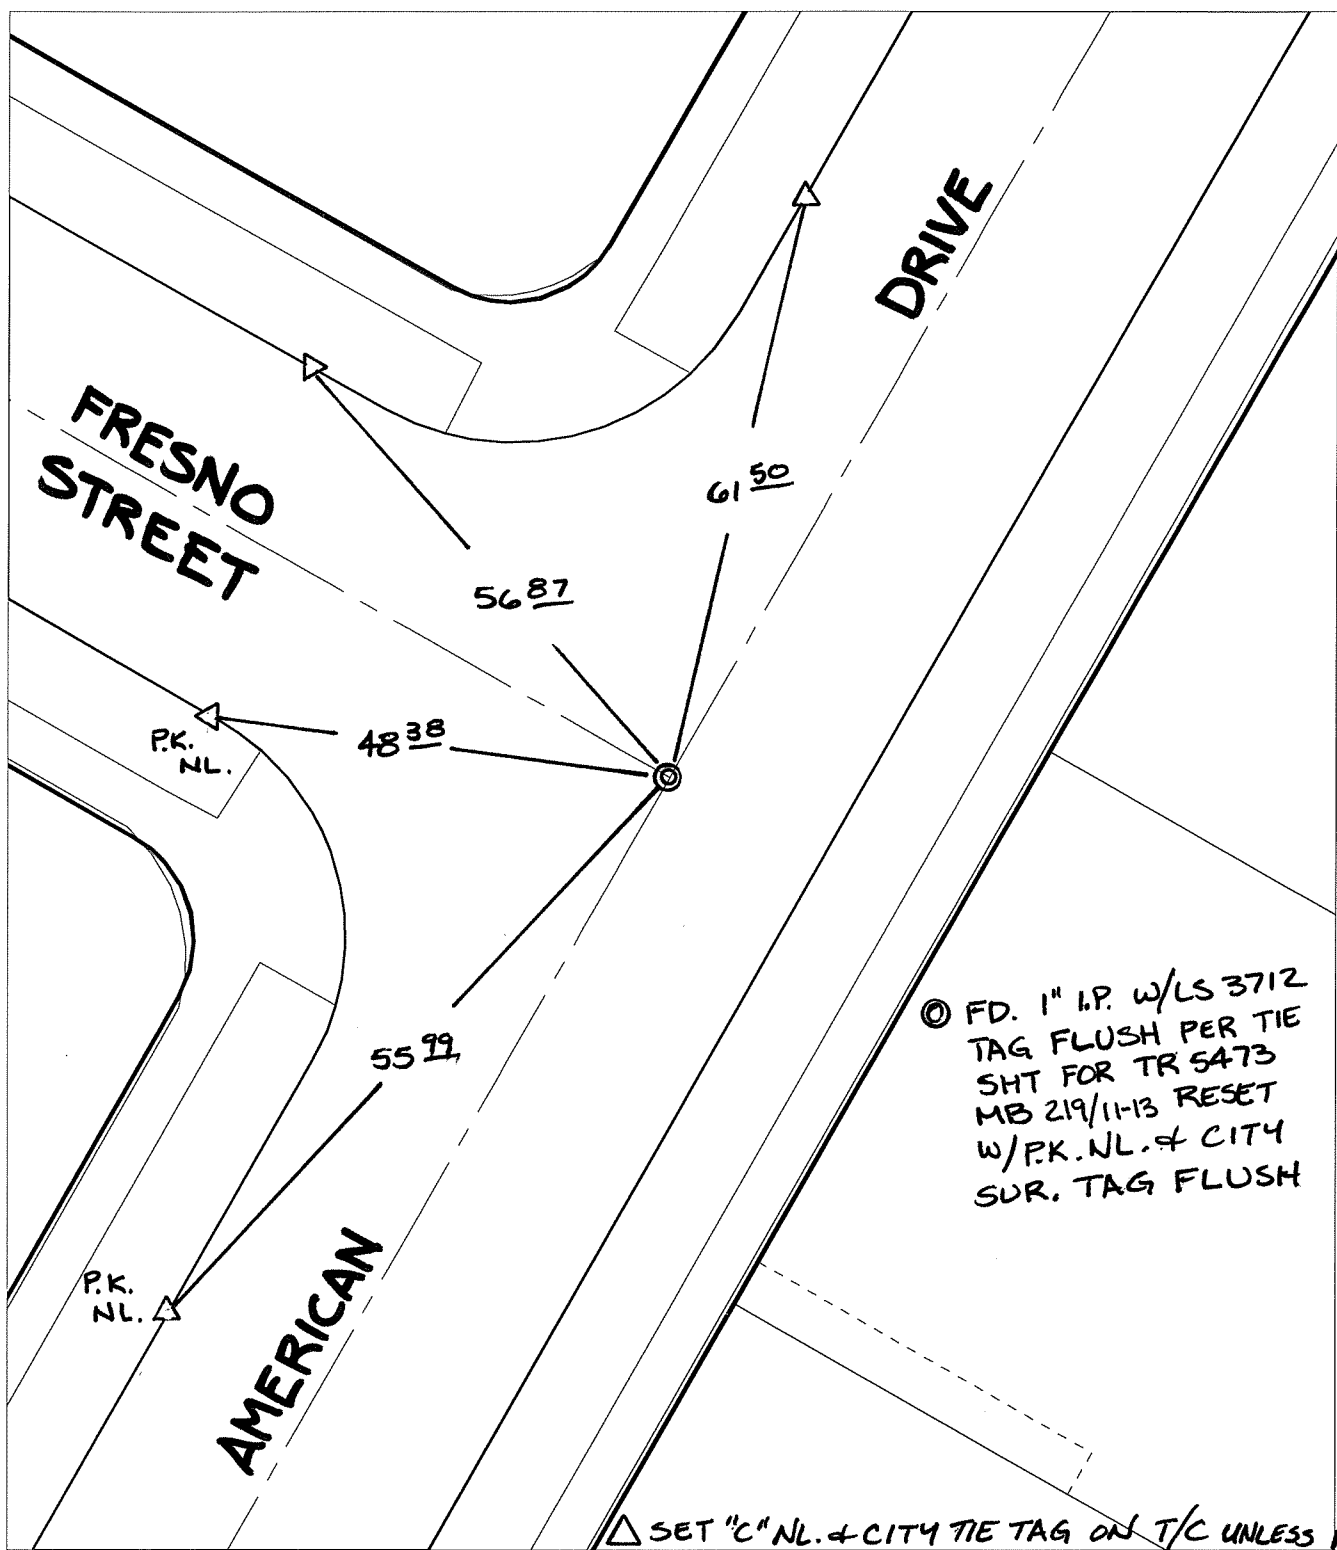 DRIVE
FRESNO
STREET
61 50
56 87
48 38
P.K.
NL.
55 99
FD. 1" I.P. W/LS 3712
TAG FLUSH PER TIE
SHT FOR TR 5473
MB 219/11-13 RESET
W/P.K. NL. & CITY
SUR. TAG FLUSH
P.K.
NL.
AMERICAN
SET "C" NL. & CITY TIE TAG ON T/C UNLESS